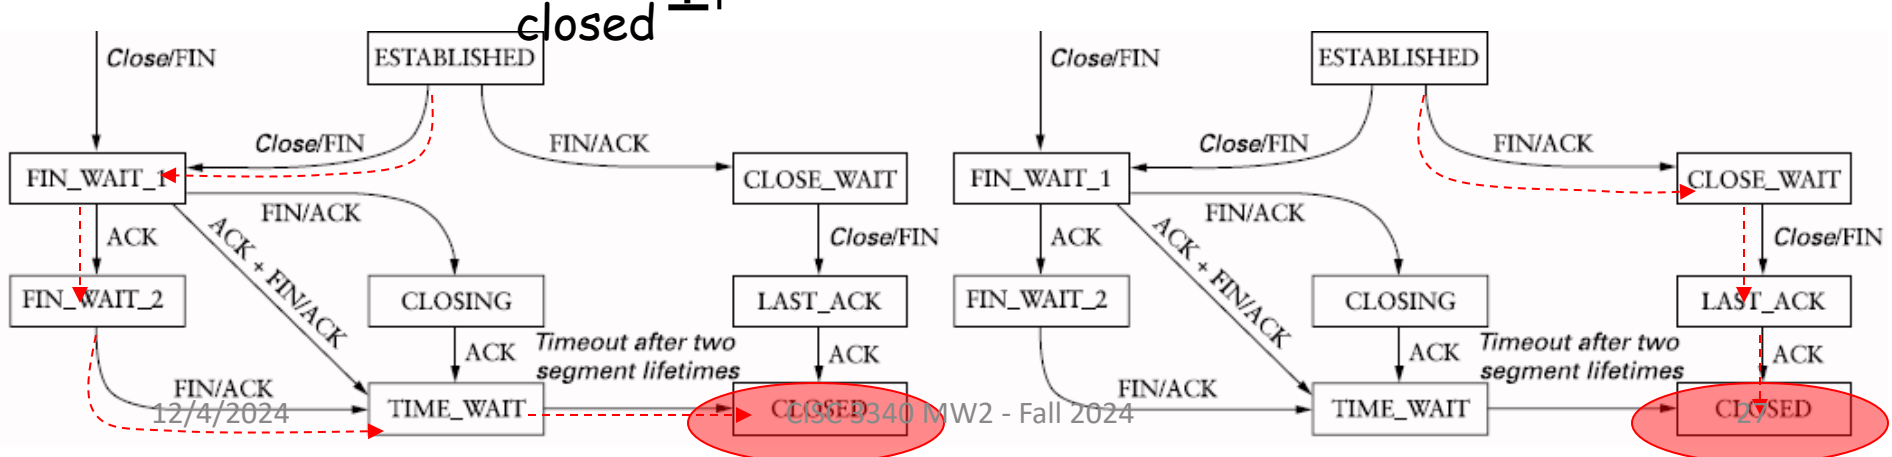 closed
Close/FIN
ESTABLISHED
Close/FIN
FIN/ACK
FIN_WAIT_1
CLOSE_WAIT
FIN/ACK
ACK
ACK + FIN/ACK
Close/FIN
FIN_WAIT_2
CLOSING
LAST_ACK
ACK
Timeout after two
segment lifetimes
ACK
FIN/ACK
TIME_WAIT
CLOSED
Close/FIN
ESTABLISHED
Close/FIN
FIN/ACK
FIN_WAIT_1
CLOSE_WAIT
FIN/ACK
ACK
ACK + FIN/ACK
Close/FIN
FIN_WAIT_2
CLOSING
LAST_ACK
ACK
Timeout after two
segment lifetimes
ACK
FIN/ACK
TIME_WAIT
CLOSED
12/4/2024
CISC 3340 MW2 - Fall 2024
27